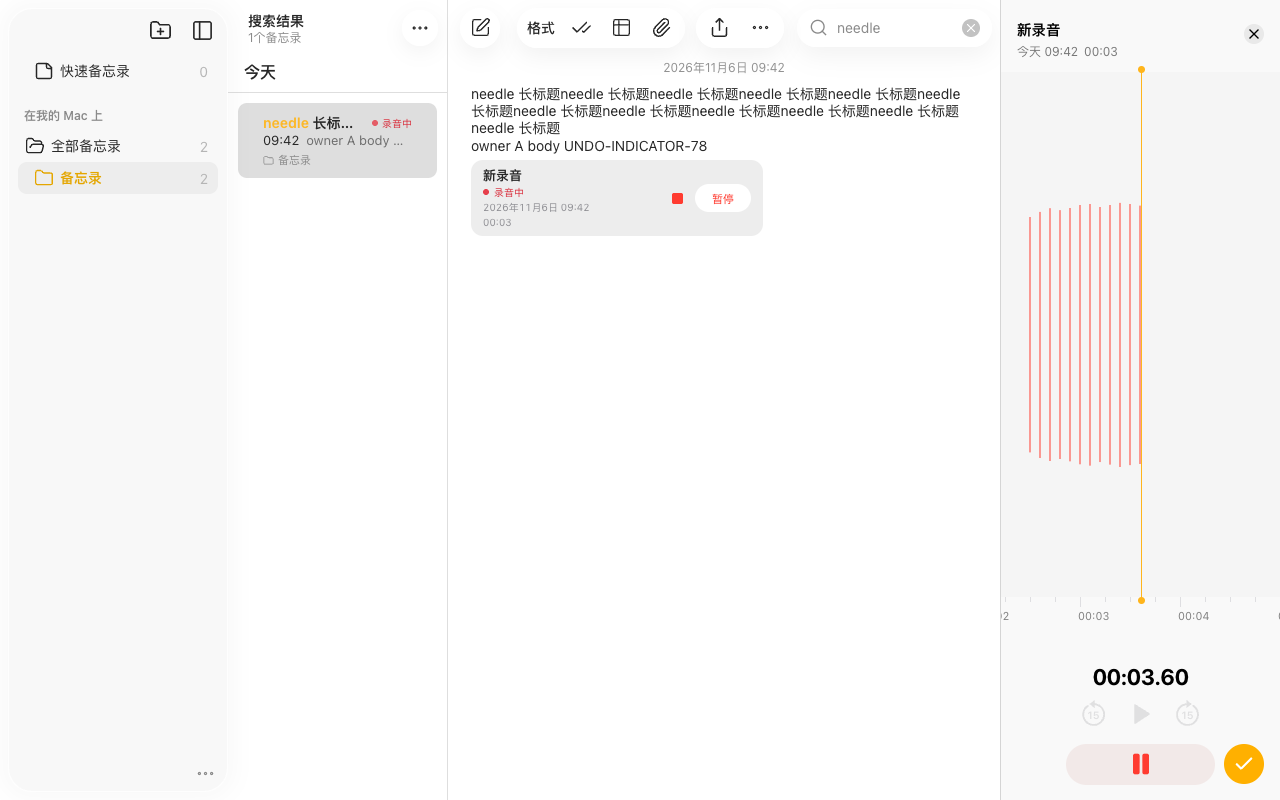 快速备忘录 0
在我的 Mac 上
全部备忘录 2
备忘录 2
搜索结果
1个备忘录
今天
needle 长标... 录音中
09:42 owner A body ...
备忘录
格式
needle
2026年11月6日 09:42
needle 长标题needle 长标题needle 长标题needle 长标题needle 长标题needle
长标题needle 长标题needle 长标题needle 长标题needle 长标题needle 长标题
needle 长标题
owner A body UNDO-INDICATOR-78
新录音
录音中
2026年11月6日 09:42
00:03
暂停
新录音
今天 09:42 00:03
00:03 00:04
00:03.60
15 15